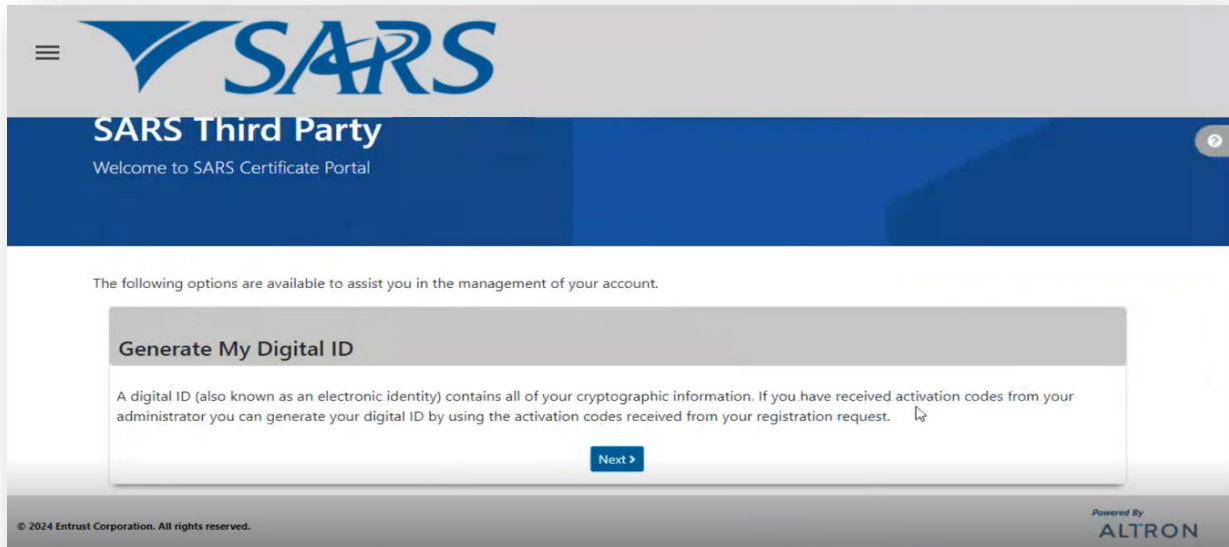 SARS
SARS Third Party
Welcome to SARS Certificate Portal
The following options are available to assist you in the management of your account.
Generate My Digital ID
A digital ID (also known as an electronic identity) contains all of your cryptographic information. If you have received activation codes from your
administrator you can generate your digital ID by using the activation codes received from your registration request.
Next >
© 2024 Entrust Corporation. All rights reserved.
Powered By
ALTRON